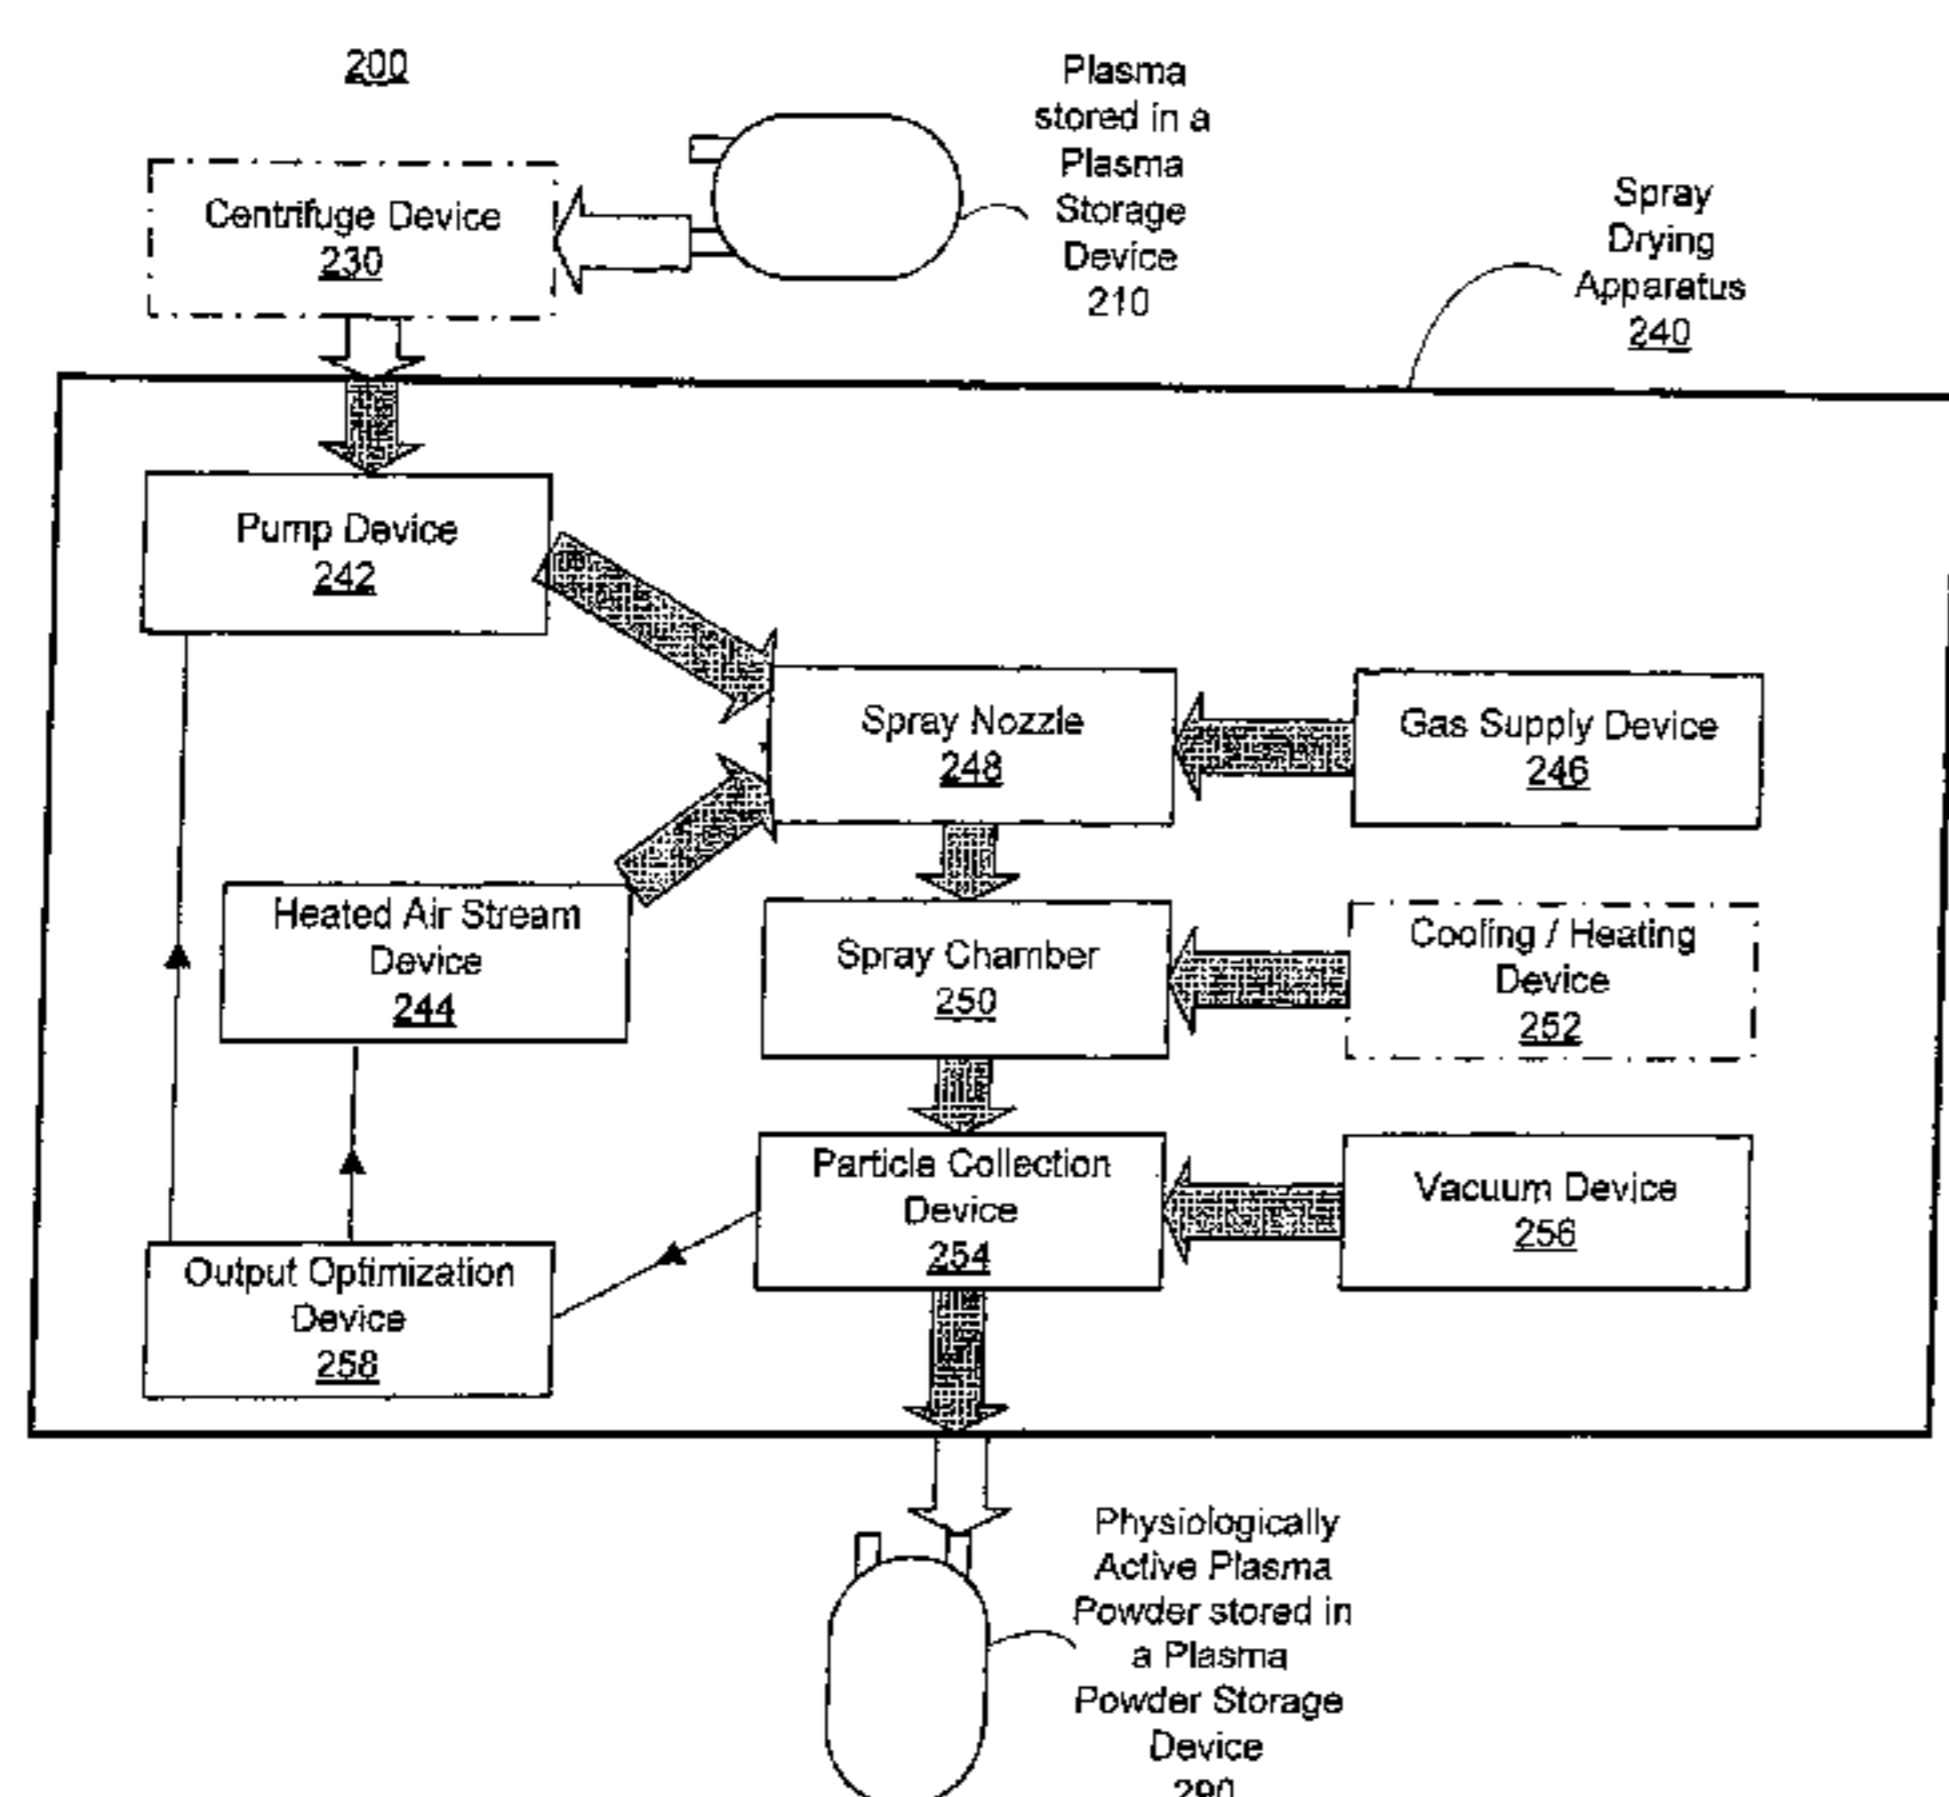 200
Plasma
stored in a
Plasma
Storage
Device
210
Centrifuge Device
230
Spray
Drying
Apparatus
240
Pump Device
242
Spray Nozzle
248
Gas Supply Device
246
Heated Air Stream
Device
244
Spray Chamber
250
Cooling / Heating
Device
252
Particle Collection
Device
254
Vacuum Device
256
Output Optimization
Device
258
Physiologically
Active Plasma
Powder stored in
a Plasma
Powder Storage
Device
290